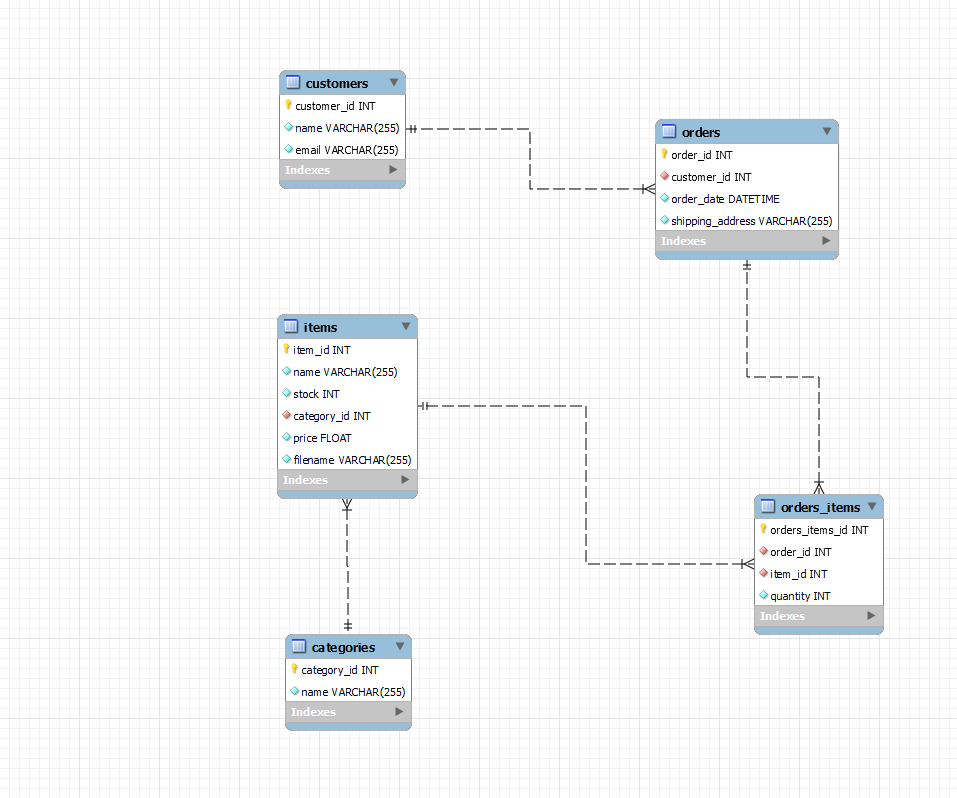 customers
customer_id INT
name VARCHAR(255)
email VARCHAR(255)
Indexes
orders
order_id INT
customer_id INT
order_date DATETIME
shipping_address VARCHAR(255)
Indexes
items
item_id INT
name VARCHAR(255)
stock INT
category_id INT
price FLOAT
filename VARCHAR(255)
Indexes
orders_items
orders_items_id INT
order_id INT
item_id INT
quantity INT
Indexes
categories
category_id INT
name VARCHAR(255)
Indexes